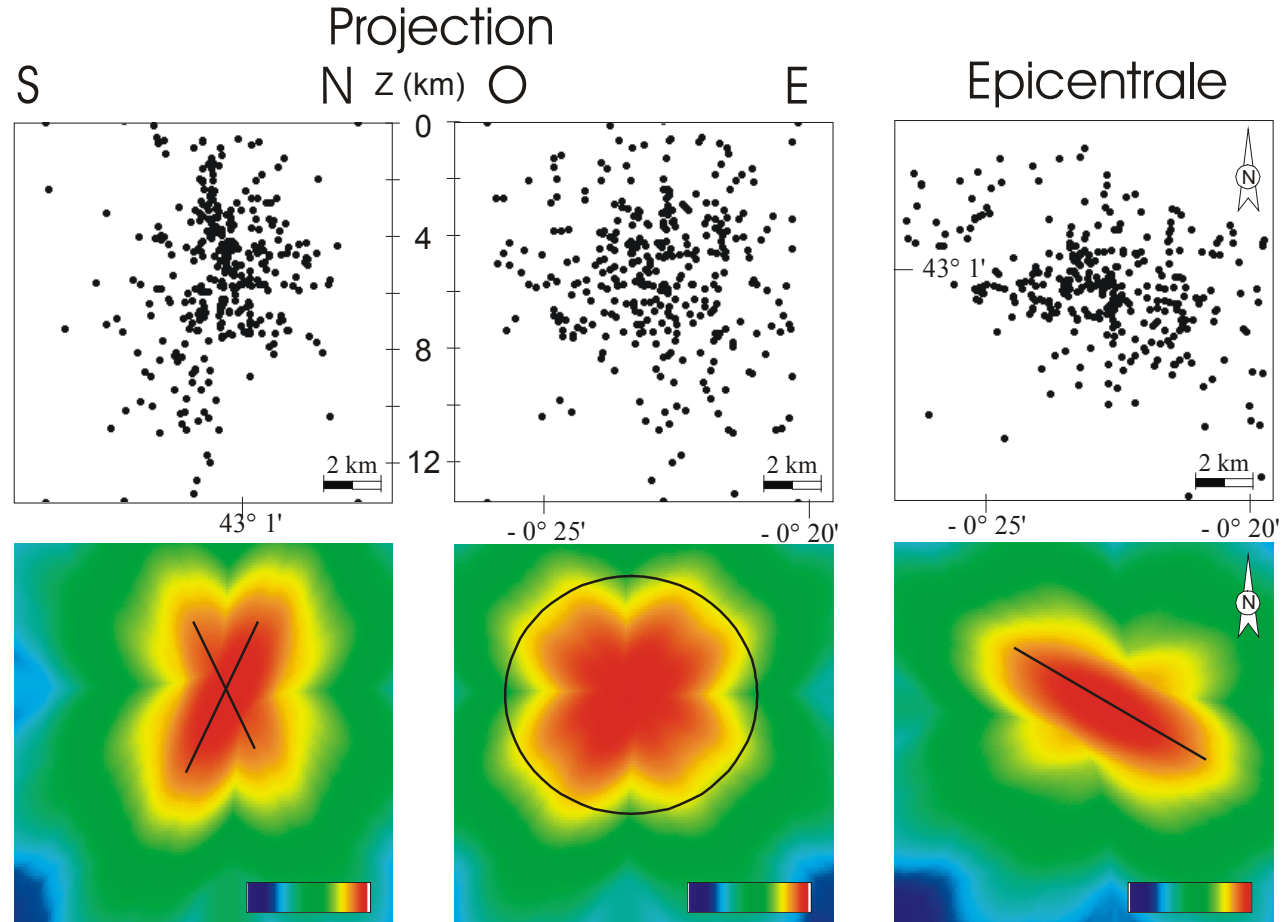 Projection
S N Z (km) O E Epicentrale
0
4
8
12
N
43° 1'
2 km 2 km 2 km
43° 1' - 0° 25' - 0° 20' - 0° 25' - 0° 20'
N